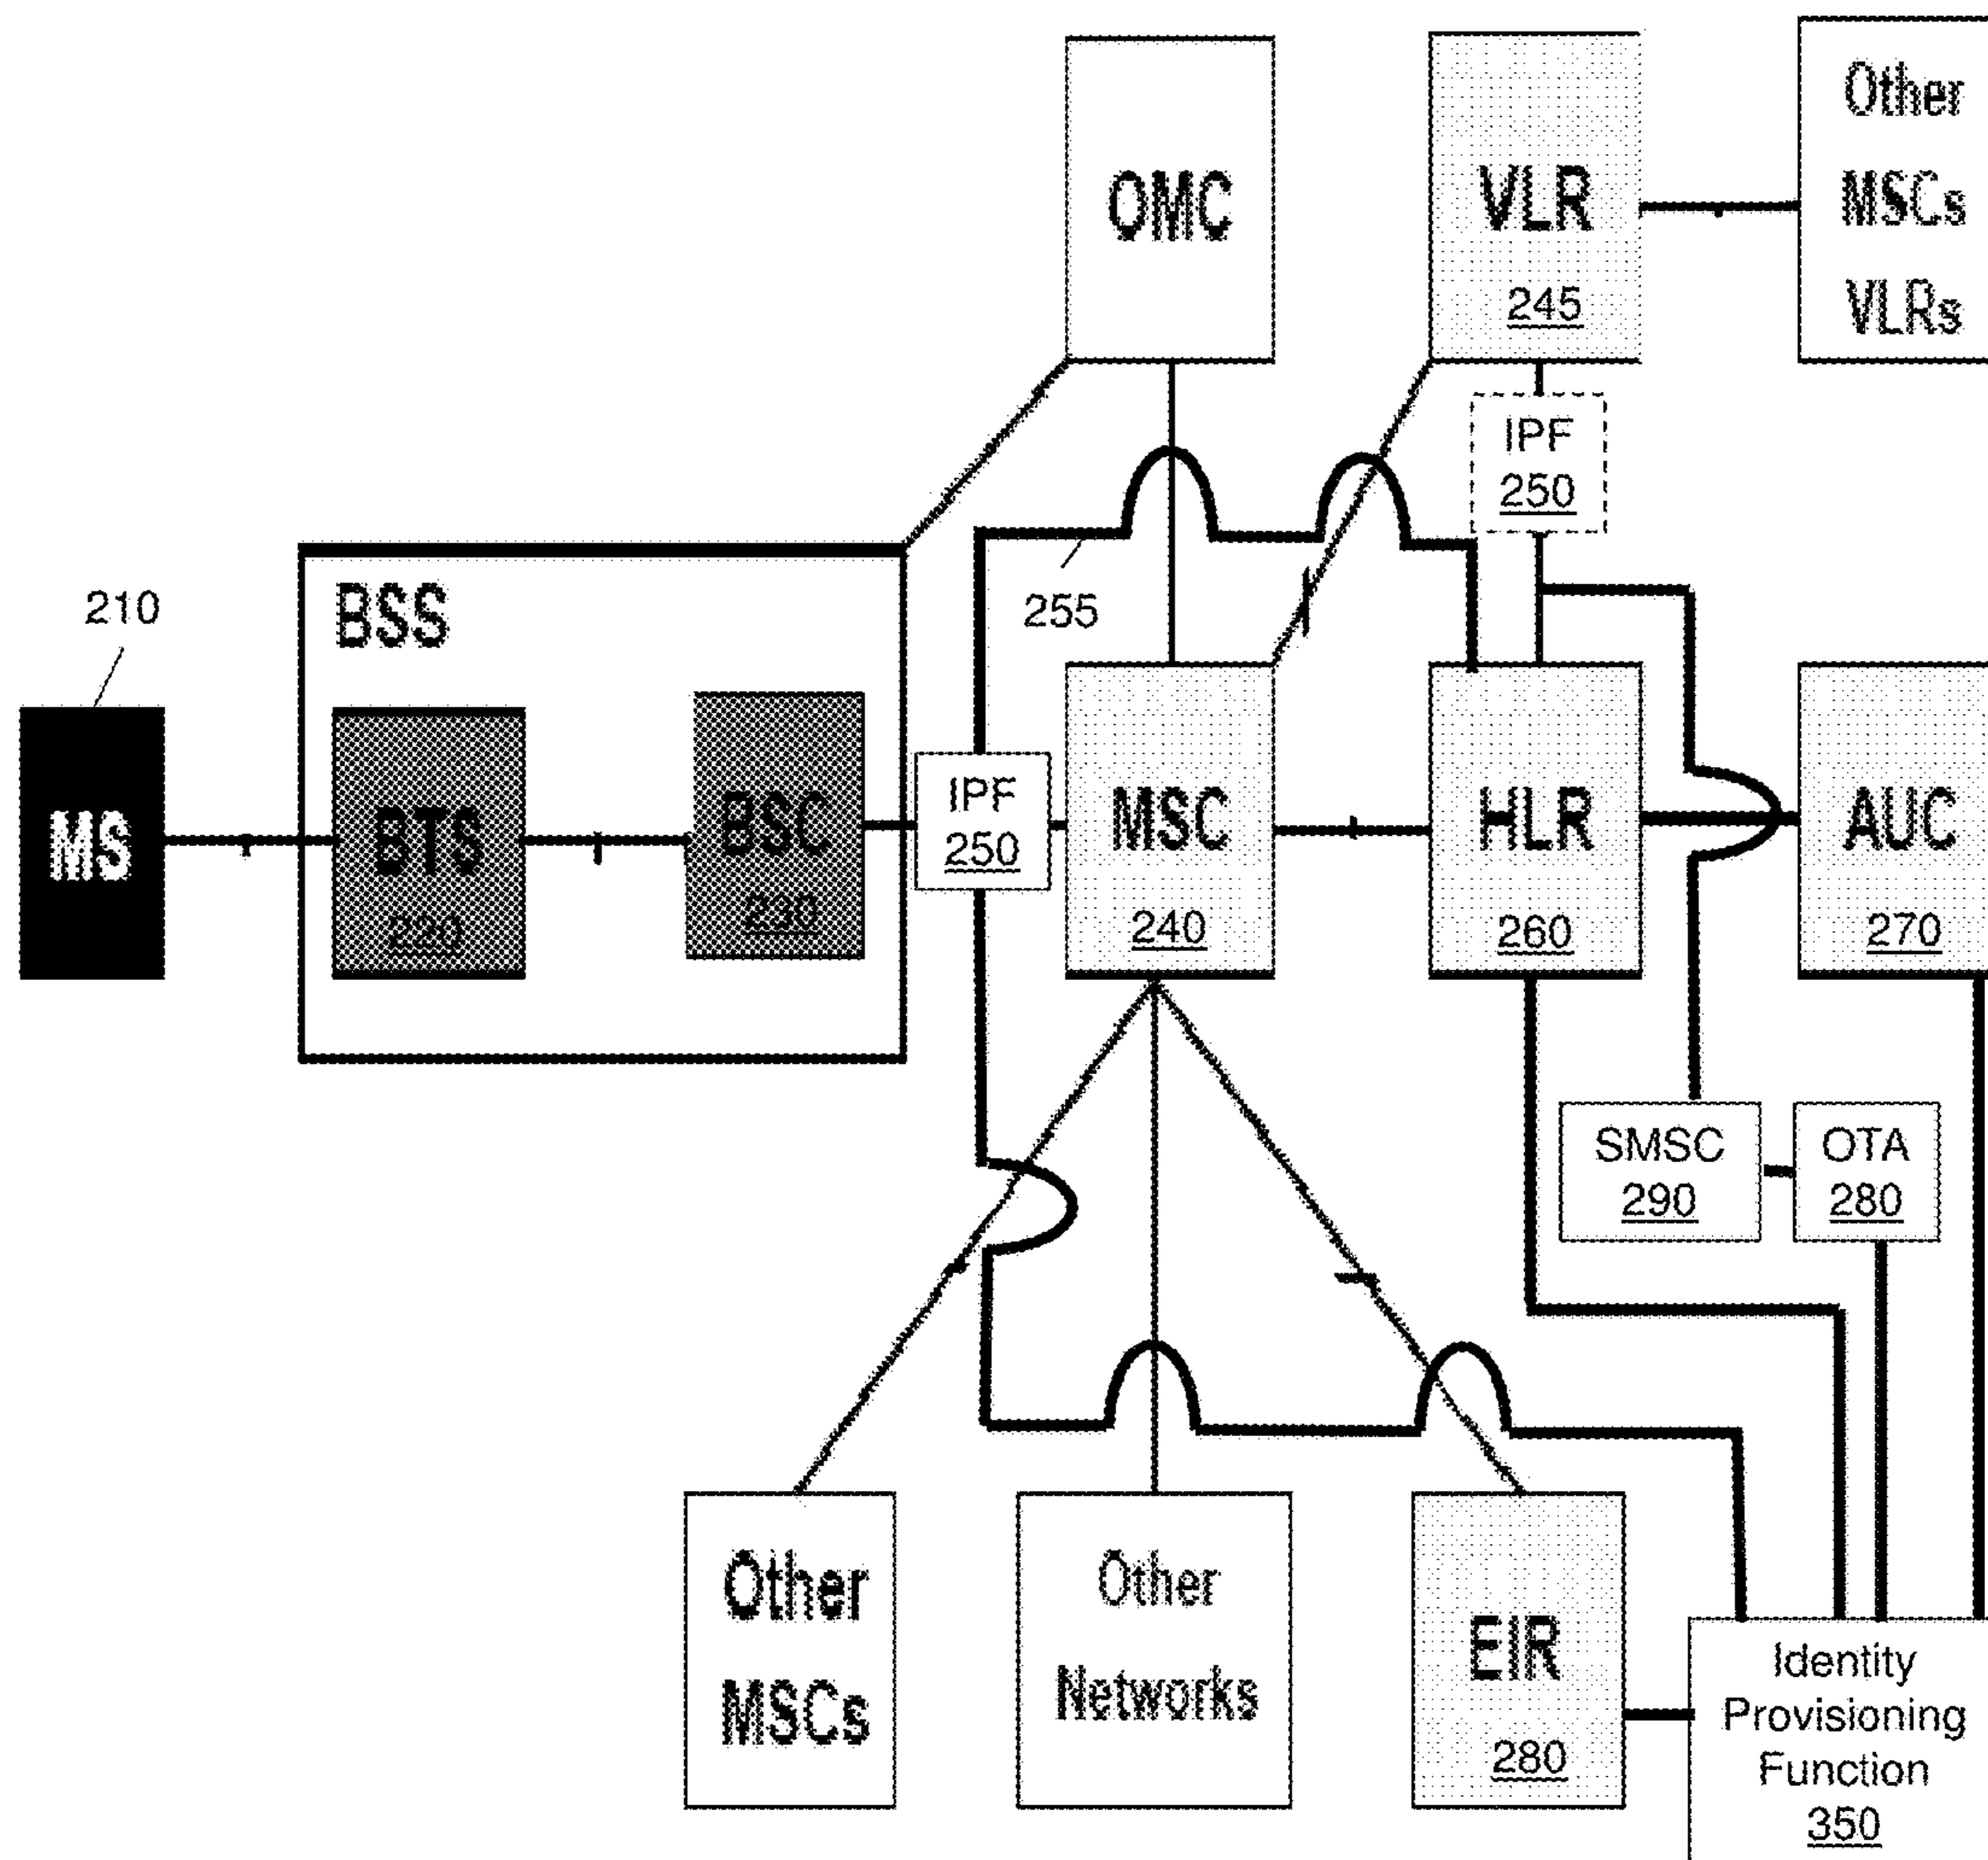 OMC
VLR
245
Other
MSCs
VLRs
IPF
250
255
210
BSS
MS
BTS
220
BSC
230
IPF
250
MSC
240
HLR
260
AUC
270
SMSC
290
OTA
280
Other
MSCs
Other
Networks
EIR
280
Identity
Provisioning
Function
350